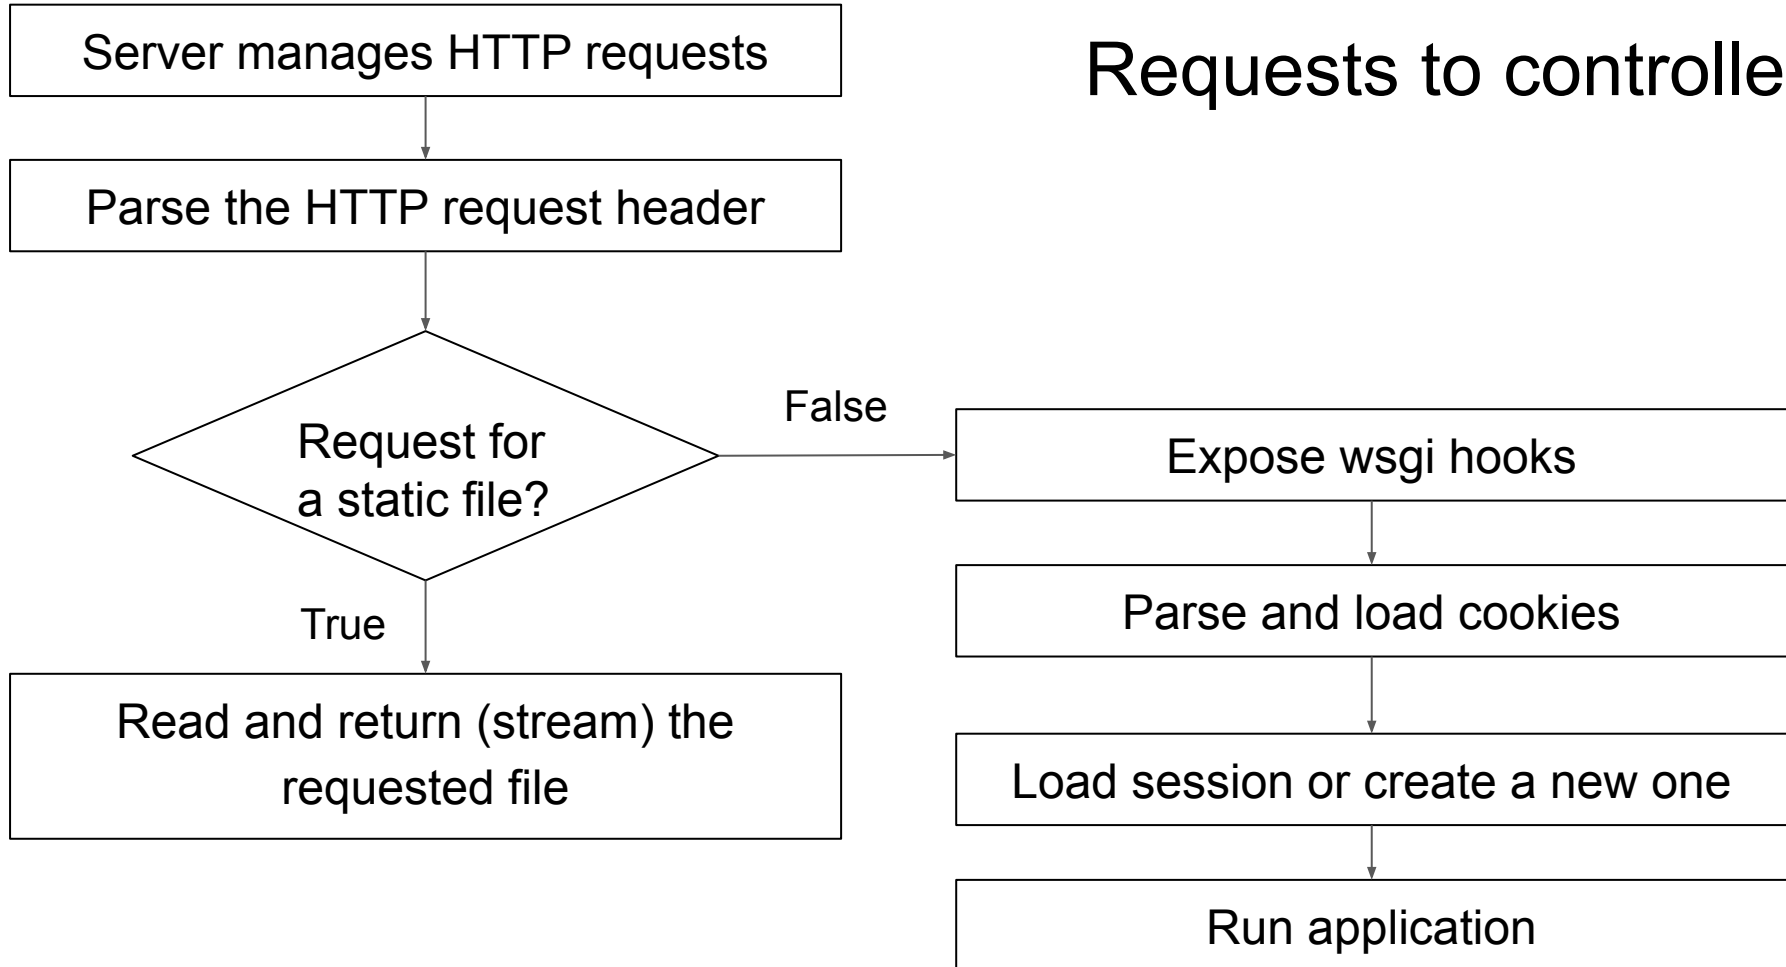 Server manages HTTP requests
Requests to controlle
Parse the HTTP request header
Request for
a static file?
False
True
Read and return (stream) the
requested file
Expose wsgi hooks
Parse and load cookies
Load session or create a new one
Run application